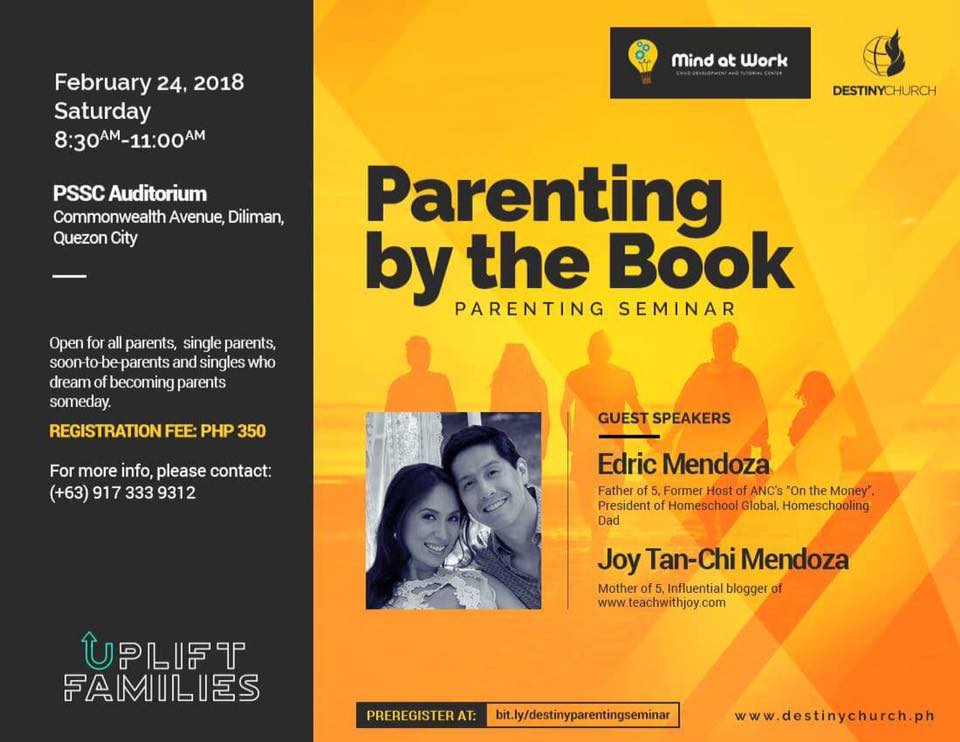 February 24, 2018
Saturday
8:30AM-11:00AM
PSSC Auditorium
Commonwealth Avenue, Diliman,
Quezon City
Open for all parents, single parents,
soon-to-be-parents and singles who
dream of becoming parents
someday.
REGISTRATION FEE: PHP 350
For more info, please contact:
(+63) 917 333 9312
UPLIFT
FAMILIES
Mind at Work
CHILD DEVELOPMENT AND TUTORIAL CENTER
DESTINYCHURCH
Parenting
by the Book
PARENTING SEMINAR
GUEST SPEAKERS
Edric Mendoza
Father of 5, Former Host of ANC's "On the Money",
President of Homeschool Global, Homeschooling
Dad
Joy Tan-Chi Mendoza
Mother of 5, Influential blogger of
www.teachwithjoy.com
PREREGISTER AT: bit.ly/destinyparentingseminar
www.destinychurch.ph